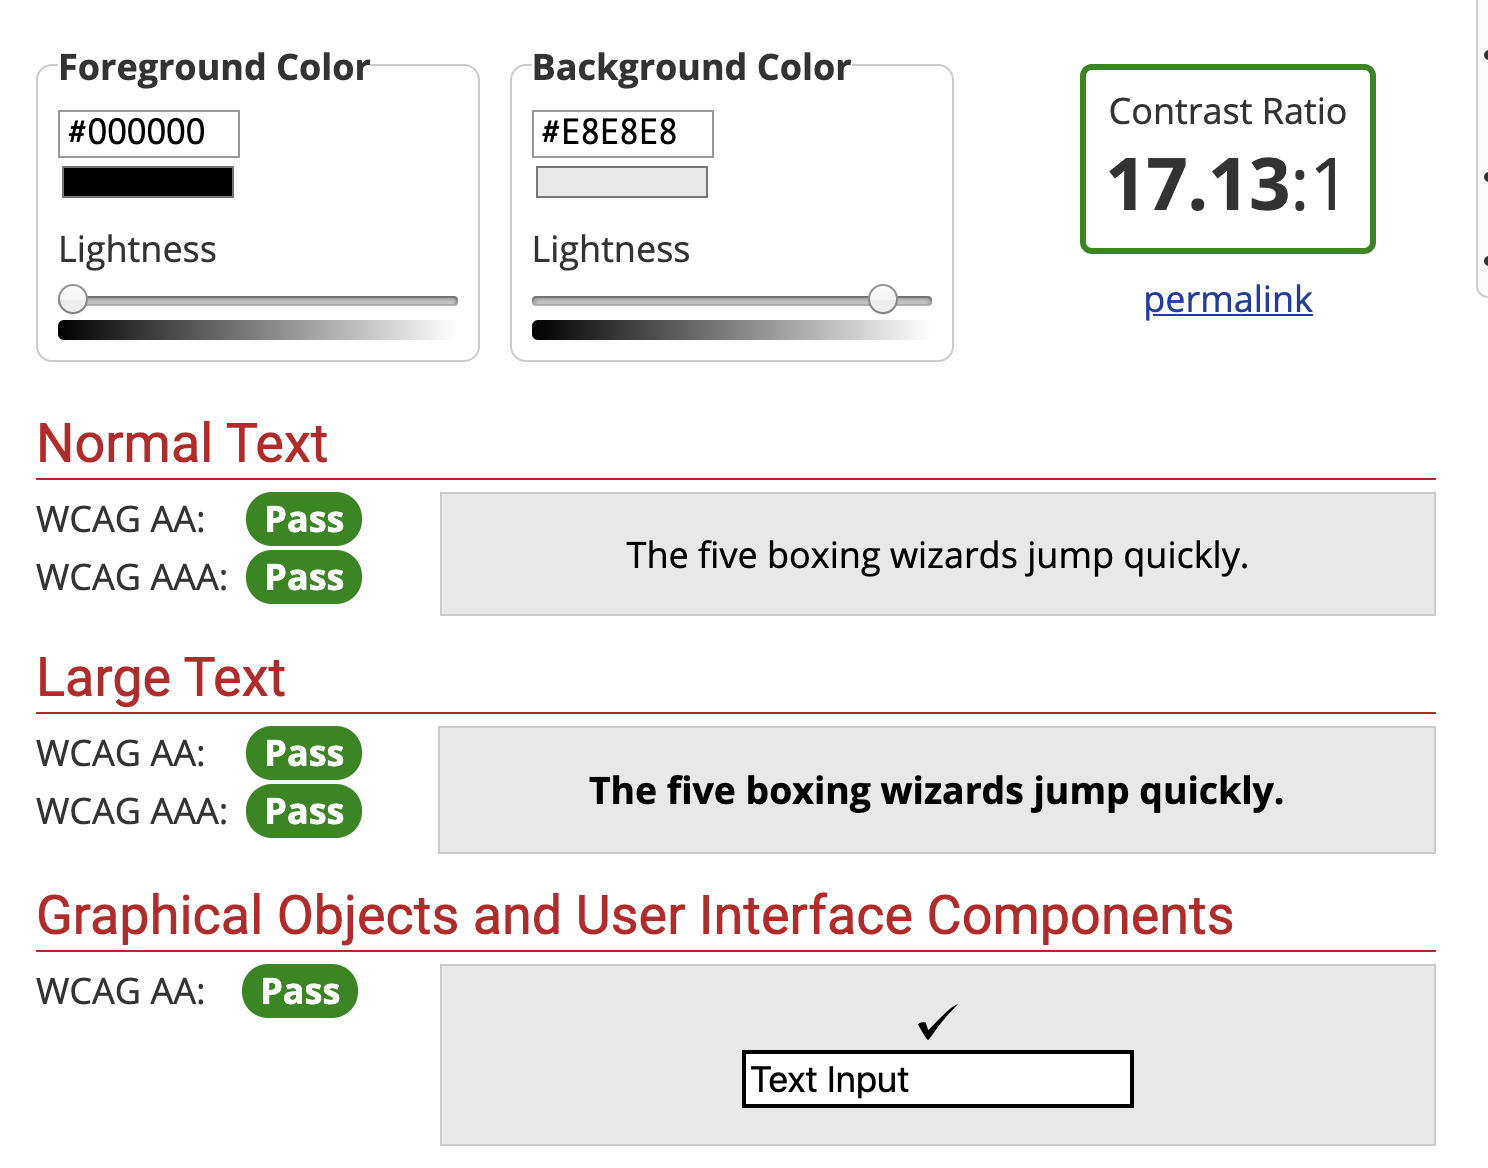 Foreground Color
#000000
Lightness
Background Color
#E8E8E8
Lightness
Contrast Ratio
17.13:1
permalink
Normal Text
WCAG AA: Pass
WCAG AAA: Pass
The five boxing wizards jump quickly.
Large Text
WCAG AA: Pass
WCAG AAA: Pass
The five boxing wizards jump quickly.
Graphical Objects and User Interface Components
WCAG AA: Pass
✓
Text Input